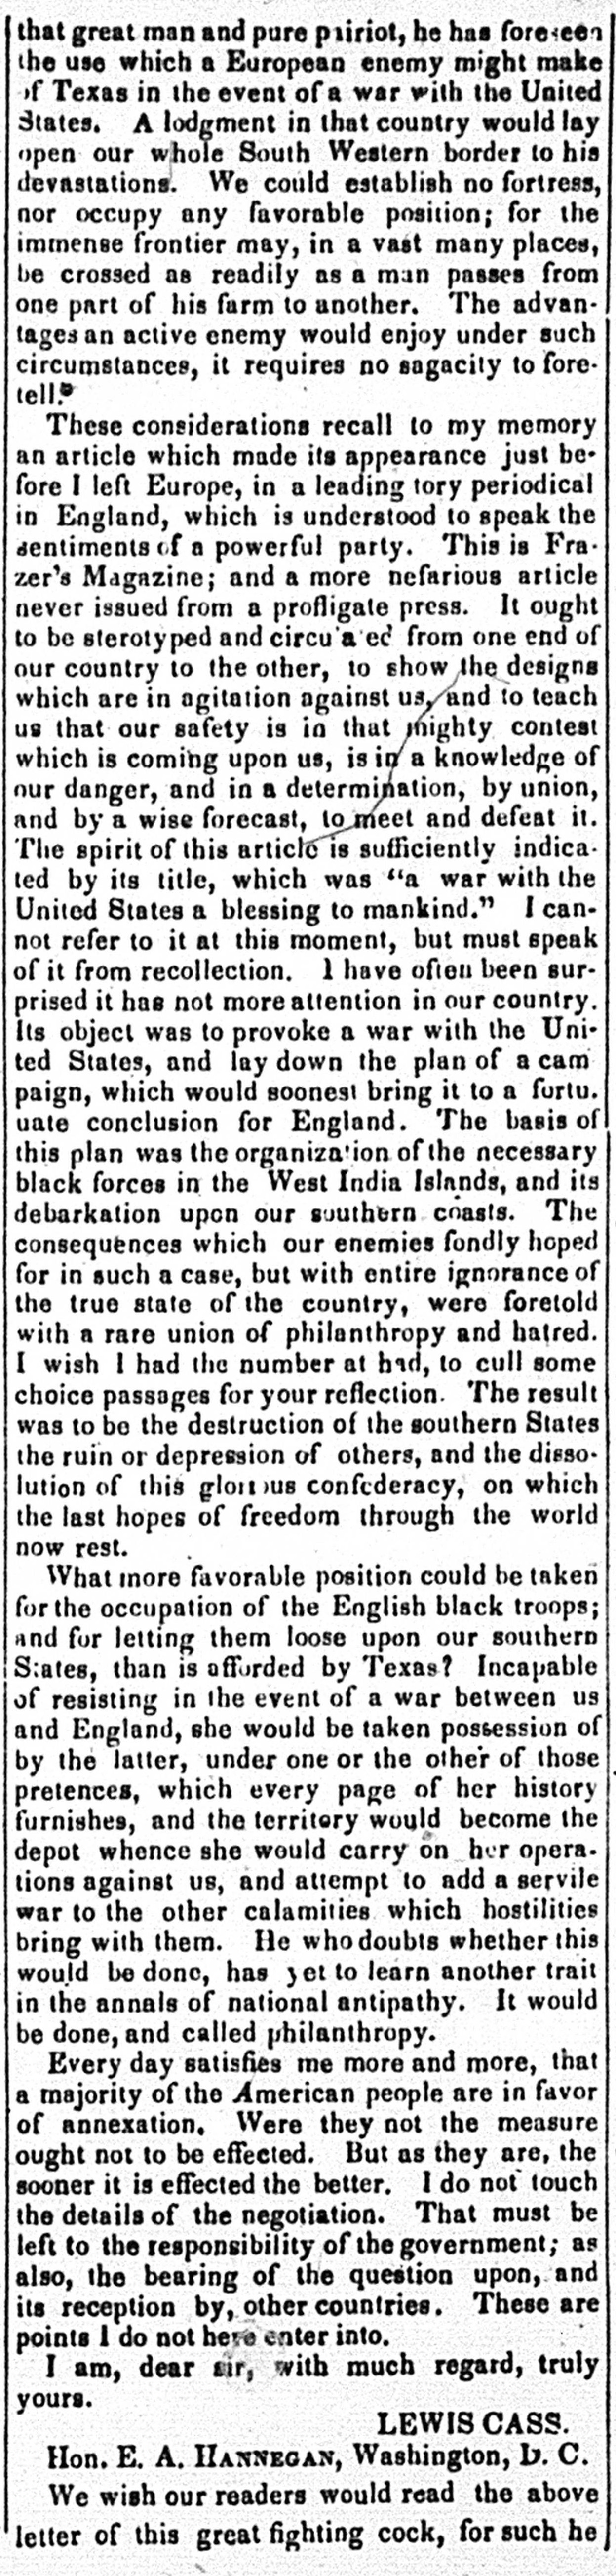 that great man and pure patriot, he has foreseen
the use which a European enemy might make
of Texas in the event of a war with the United
States. A lodgment in that country would lay
open our whole South Western border to his
devastations. We could establish no fortress,
nor occupy any favorable position; for the
immense frontier may, in a vast many places,
be crossed as readily as a man passes from
one part of his farm to another. The advan-
tages an active enemy would enjoy under such
circumstances, it requires no sagacity to fore-
tell."
These considerations recall to my memory
an article which made its appearance just be-
fore I left Europe, in a leading tory periodical
in England, which is understood to speak the
sentiments of a powerful party. This is Fra-
zer's Magazine; and a more nefarious article
never issued from a profligate press. It ought
to be sterotyped and circu'a'ed from one end of
our country to the other, to show the designs
which are in agitation against us, and to teach
us that our safety is in that mighty contest
which is coming upon us, is in a knowledge of
our danger, and in a determination, by union,
and by a wise forecast, to meet and defeat it.
The spirit of this article is sufficiently indica-
ted by its title, which was "a war with the
United States a blessing to mankind." I can-
not refer to it at this moment, but must speak
of it from recollection. I have often been sur-
prised it has not more attention in our country.
Its object was to provoke a war with the Uni-
ted States, and lay down the plan of a cam
paign, which would soonest bring it to a fortu.
uate conclusion for England. The basis of
this plan was the organiza'ion of the necessary
black forces in the West India Islands, and its
debarkation upon our southern coasts. The
consequences which our enemies fondly hoped
for in such a case, but with entire ignorance of
the true state of the country, were foretold
with a rare union of philanthropy and hatred.
I wish I had the number at had, to cull some
choice passages for your reflection. The result
was to be the destruction of the southern States
the ruin or depression of others, and the disso-
lution of this glorious confederacy, on which
the last hopes of freedom through the world
now rest.
What more favorable position could be taken
for the occupation of the English black troops;
and for letting them loose upon our southern
States, than is afforded by Texas? Incapable
of resisting in the event of a war between us
and England, she would be taken possession of
by the latter, under one or the other of those
pretences, which every page of her history
furnishes, and the territory would become the
depot whence she would carry on her opera-
tions against us, and attempt to add a servile
war to the other calamities which hostilities
bring with them. He who doubts whether this
would be done, has yet to learn another trait
in the annals of national antipathy. It would
be done, and called philanthropy.
Every day satisfies me more and more, that
a majority of the American people are in favor
of annexation. Were they not the measure
ought not to be effected. But as they are, the
sooner it is effected the better. I do not touch
the details of the negotiation. That must be
left to the responsibility of the government; as
also, the bearing of the question upon, and
its reception by, other countries. These are
points I do not here enter into.
I am, dear sir, with much regard, truly
yours.
LEWIS CASS.
Hon. E. A. HANNEGAN, Washington, D. C.
We wish our readers would read the above
letter of this great fighting cock, for such he